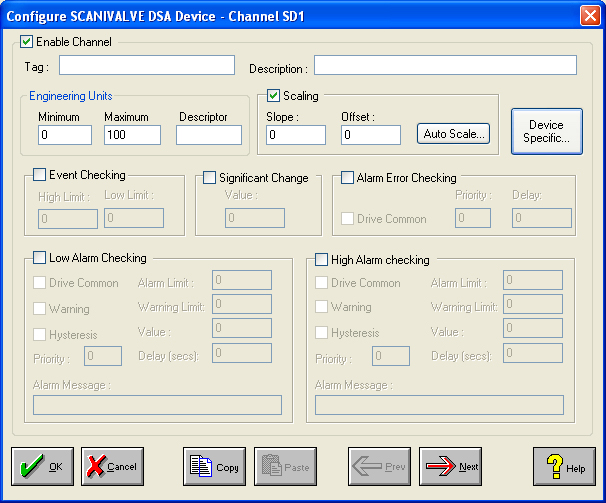 Configure SCANIVALVE DSA Device - Channel SD1
Enable Channel
Tag :
Description :
Engineering Units
Minimum Maximum Descriptor
0 100
Scaling
Slope : Offset :
0 0
Auto Scale...
Device Specific...
Event Checking
High Limit : Low Limit :
0 0
Significant Change
Value :
0
Alarm Error Checking
Priority : Delay:
Drive Common 0 0
Low Alarm Checking
Drive Common Alarm Limit : 0
Warning Warning Limit: 0
Hysteresis Value : 0
Priority : 0 Delay (secs): 0
Alarm Message :
High Alarm checking
Drive Common Alarm Limit : 0
Warning Warning Limit: 0
Hysteresis Value : 0
Priority : 0 Delay (secs): 0
Alarm Message :
OK Cancel Copy Paste Prev Next Help